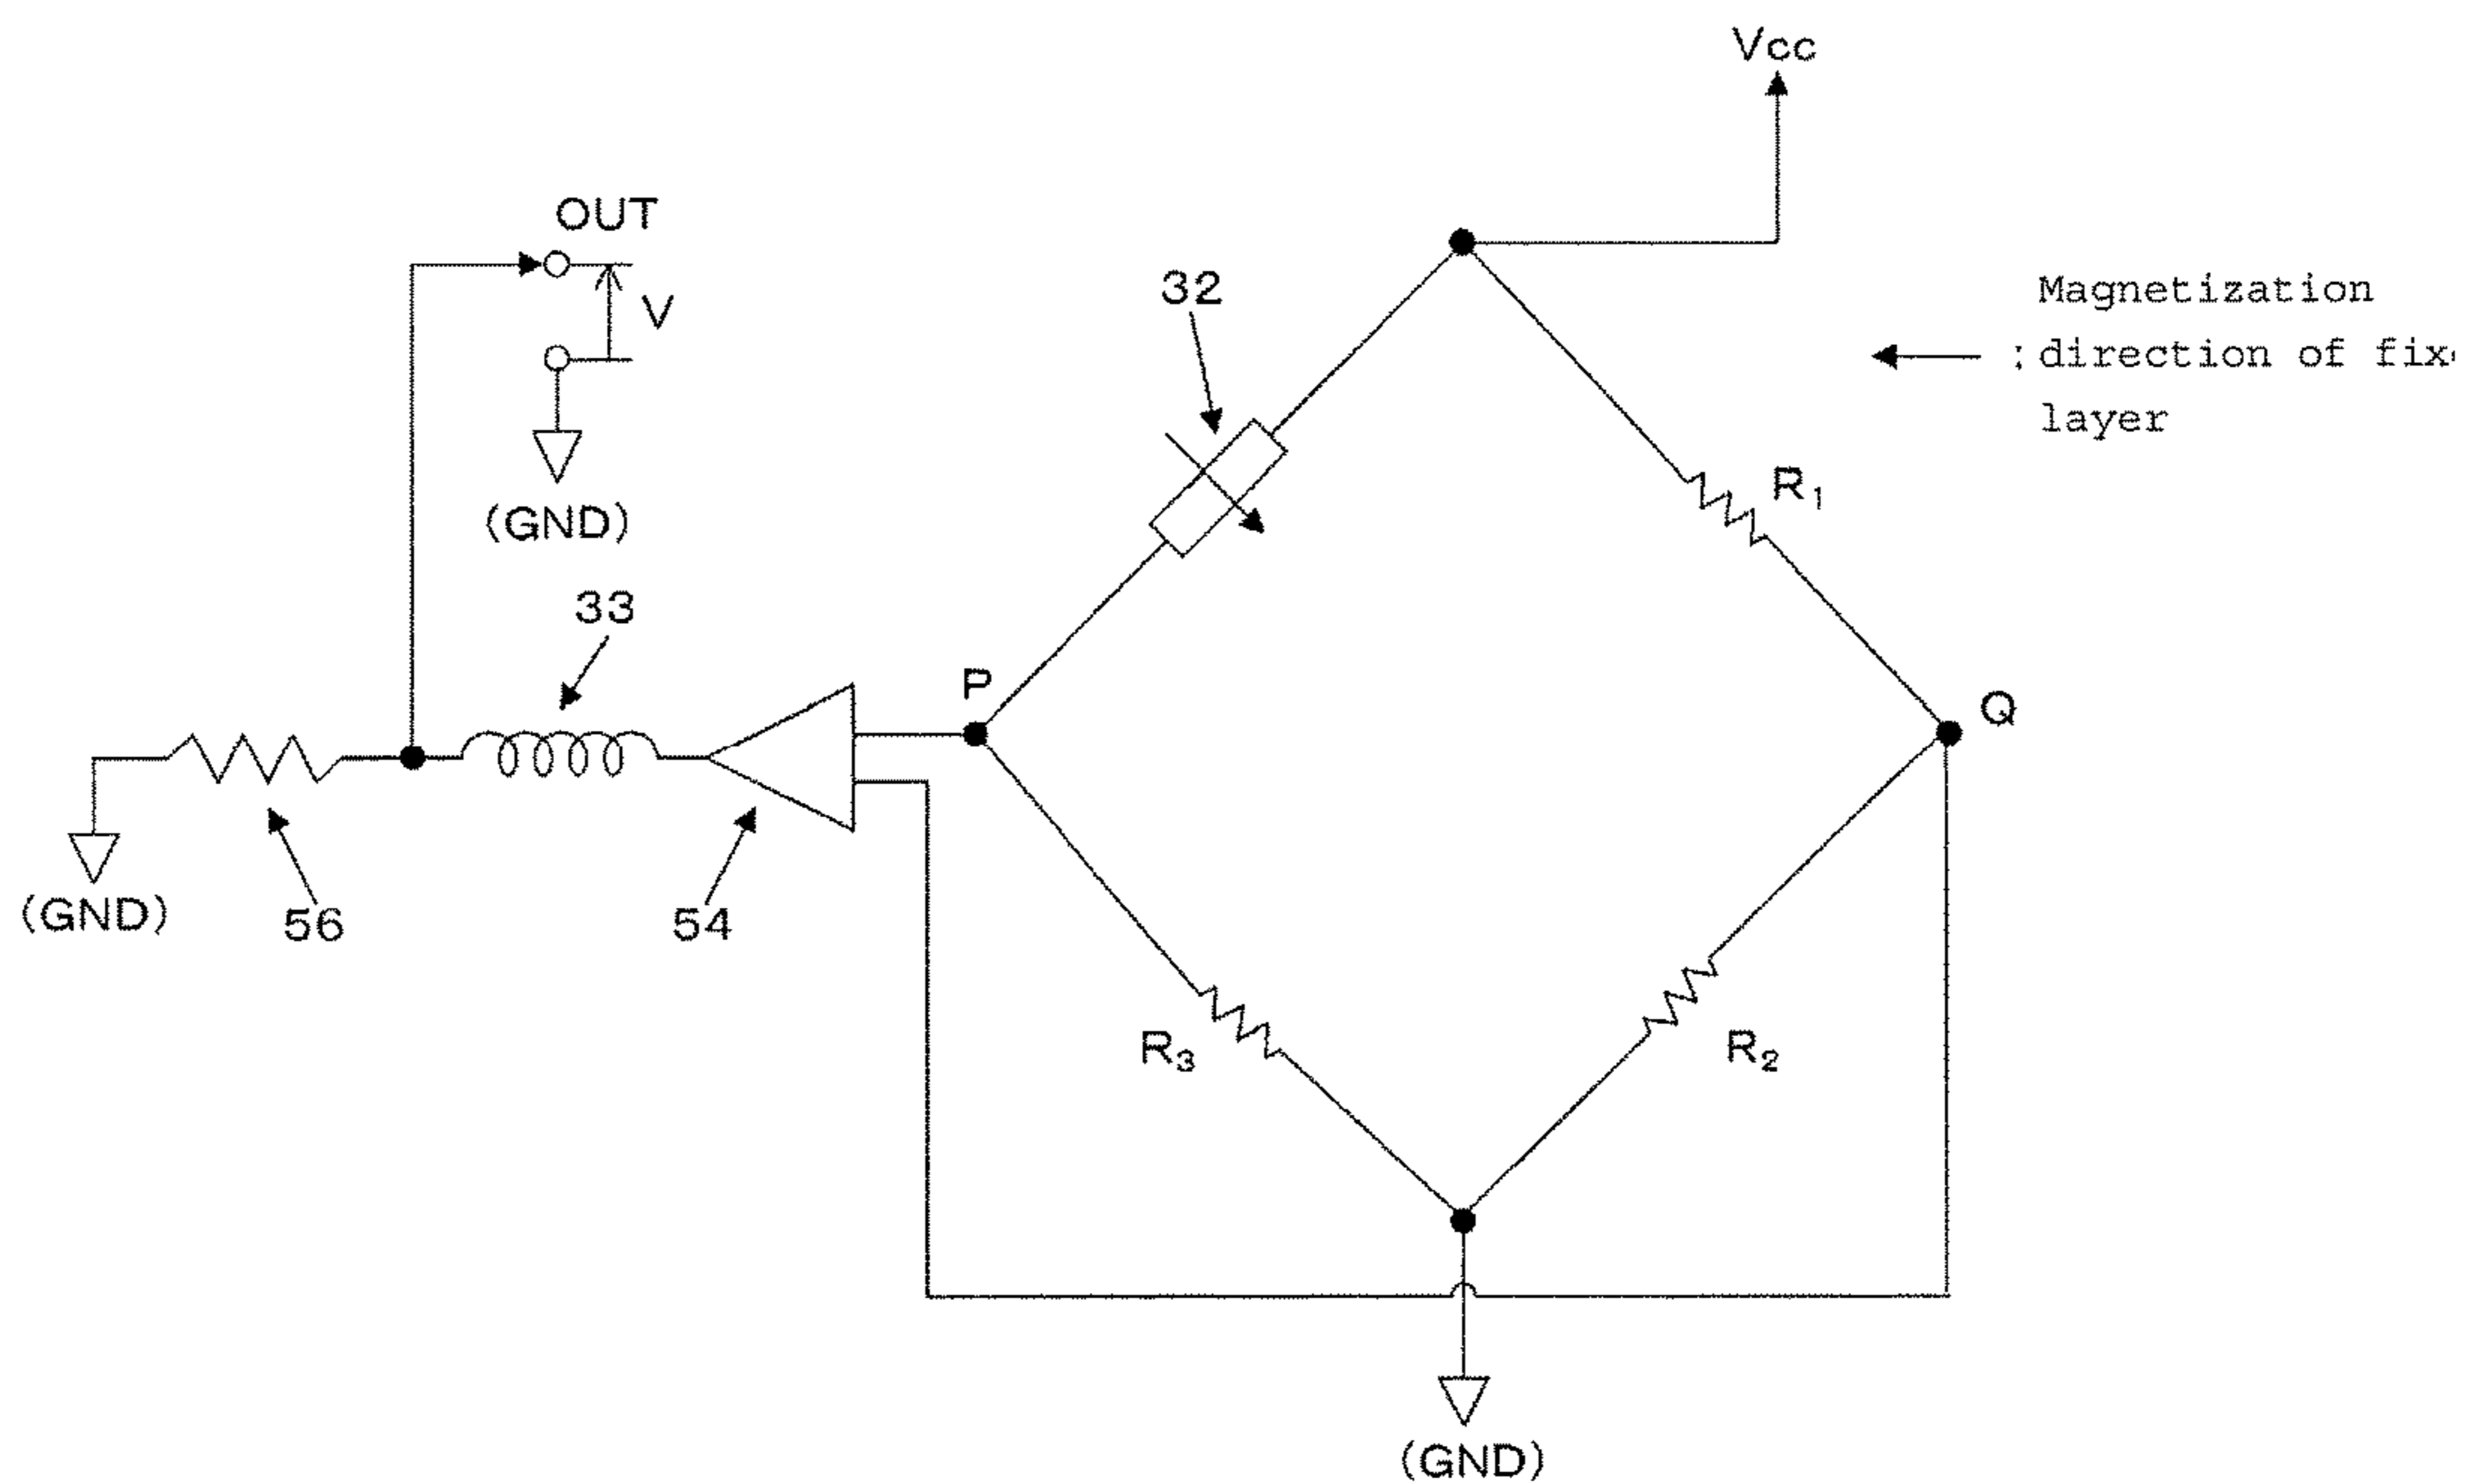 Vcc
OUT
V
(GND)
32
Magnetization
: direction of fix
layer
R1
33
P
Q
(GND)
56
54
R3
R2
(GND)